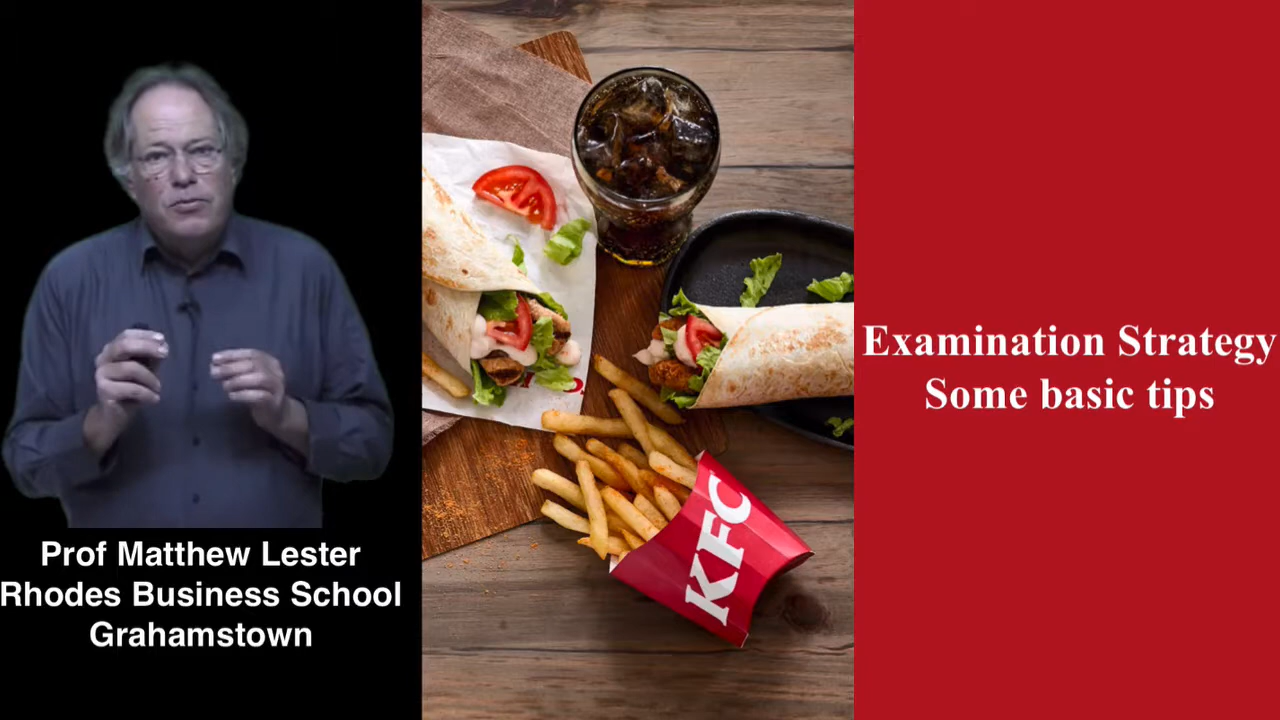 Prof Matthew Lester
Rhodes Business School
Grahamstown
KFC
Examination Strategy
Some basic tips